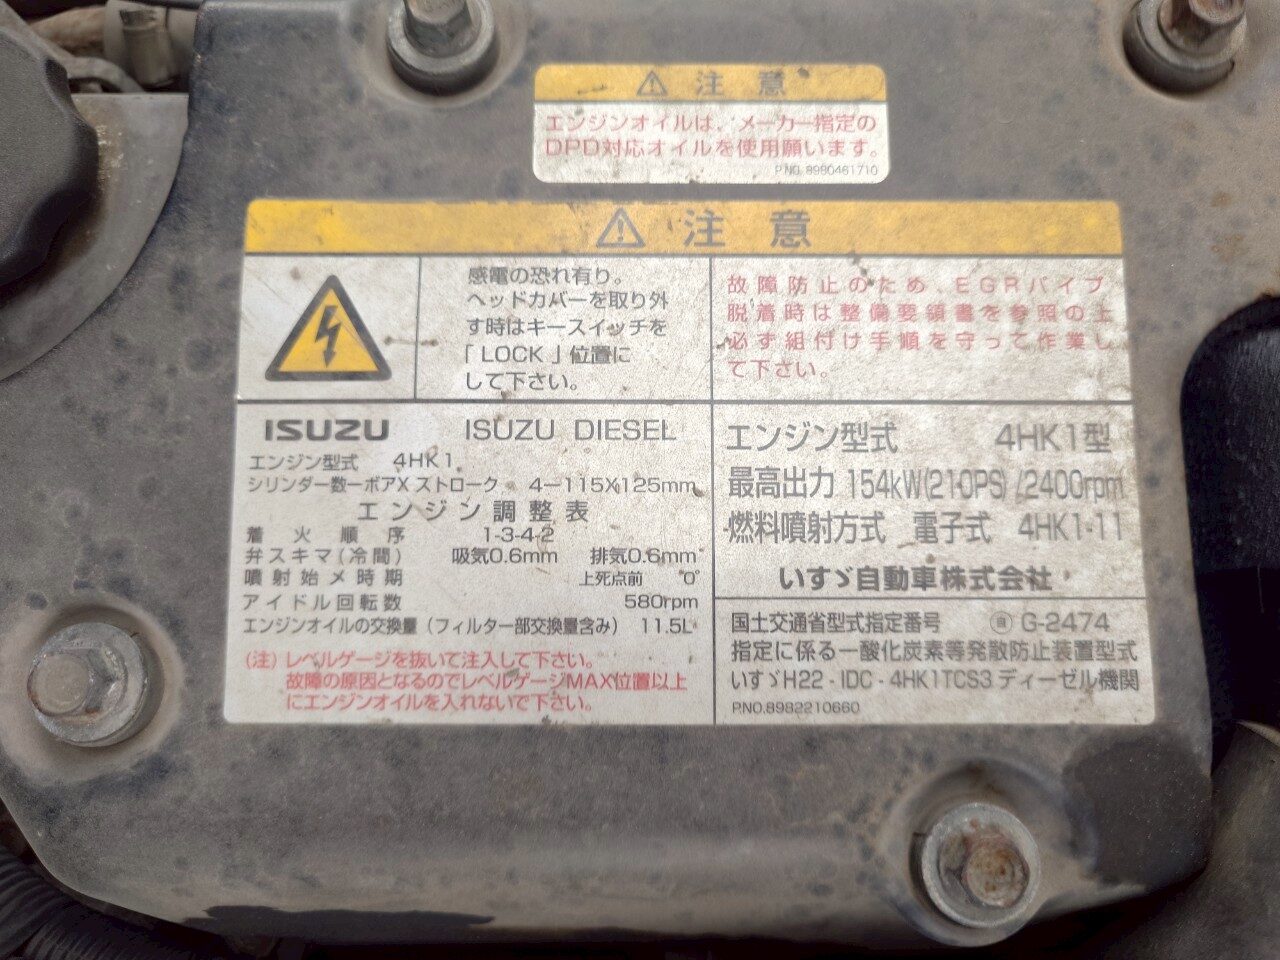 注意
エンジンオイルは、メーカー指定の
DPD対応オイルを使用願います。
P.NO. 8980461710
注意
感電の恐れ有り。
ヘッドカバーを取り外
す時はキースイッチを
「LOCK」位置に
して下さい。
故障防止のため、EGRパイプ
脱着時は整備要領書を参照の上
必ず組付け手順を守って作業し
て下さい。
ISUZU ISUZU DIESEL
エンジン型式 4HK1
シリンダー数ーボアX ストローク 4ー115X125mm
エンジン調整表
着火順序 1-3-4-2
弁スキマ(冷間) 吸気0.6mm 排気0.6mm
噴射始メ時期 上死点前 0°
アイドル回転数 580rpm
エンジンオイルの交換量(フィルター部交換量含み) 11.5L
(注)レベルゲージを抜いて注入して下さい。
故障の原因となるのでレベルゲージMAX位置以上
にエンジンオイルを入れないで下さい。
エンジン型式 4HK1型
最高出力 154kW(210PS)/2400rpm
燃料噴射方式 電子式 4HK1-11
いすゞ自動車株式会社
国土交通省型式指定番号 G-2474
指定に係る一酸化炭素等発散防止装置型式
いすゞH22-IDC-4HK1TCS3 ディーゼル機関
P.NO.8982210660